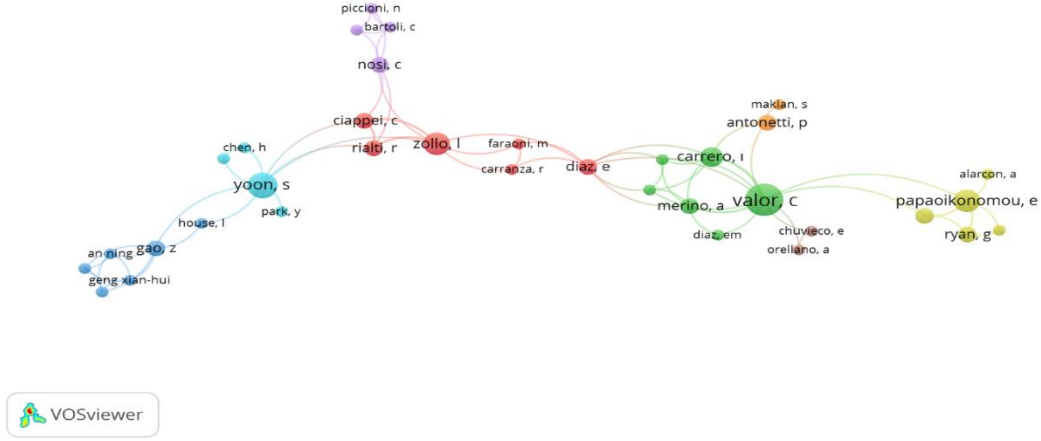 piccioni, n
bartoli, c
nosi, c
ciappei, c
rialti, r
zollo, l
faraoni, m
carranza, r
diaz, e
makian, s
antonetti, p
carrero, i
merino, a
valor, c
diaz, em
chuvieco, e
orellano, a
alarcon, a
papaoikonomou, e
ryan, g
chen, h
yoon, s
park, y
house, l
gao, z
an ning
geng xian-hui
VOSviewer